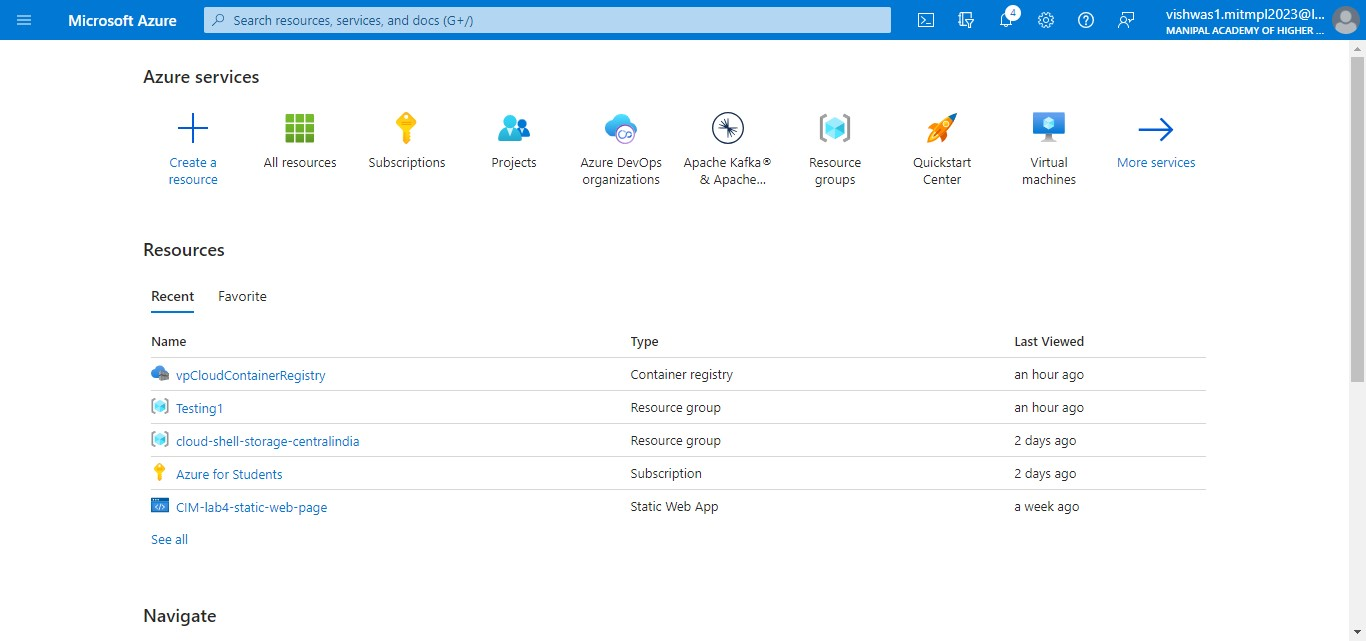 Microsoft Azure
Search resources, services, and docs (G+/)
4
vishwas1.mitmpl2023@l...
MANIPAL ACADEMY OF HIGHER ...
Azure services
Create a
resource
All resources
Subscriptions
Projects
Azure DevOps
organizations
Apache Kafka®
& Apache...
Resource
groups
Quickstart
Center
Virtual
machines
More services
Resources
Recent Favorite
Name Type Last Viewed
vpCloudContainerRegistry Container registry an hour ago
Testing1 Resource group an hour ago
cloud-shell-storage-centralindia Resource group 2 days ago
Azure for Students Subscription 2 days ago
CIM-lab4-static-web-page Static Web App a week ago
See all
Navigate